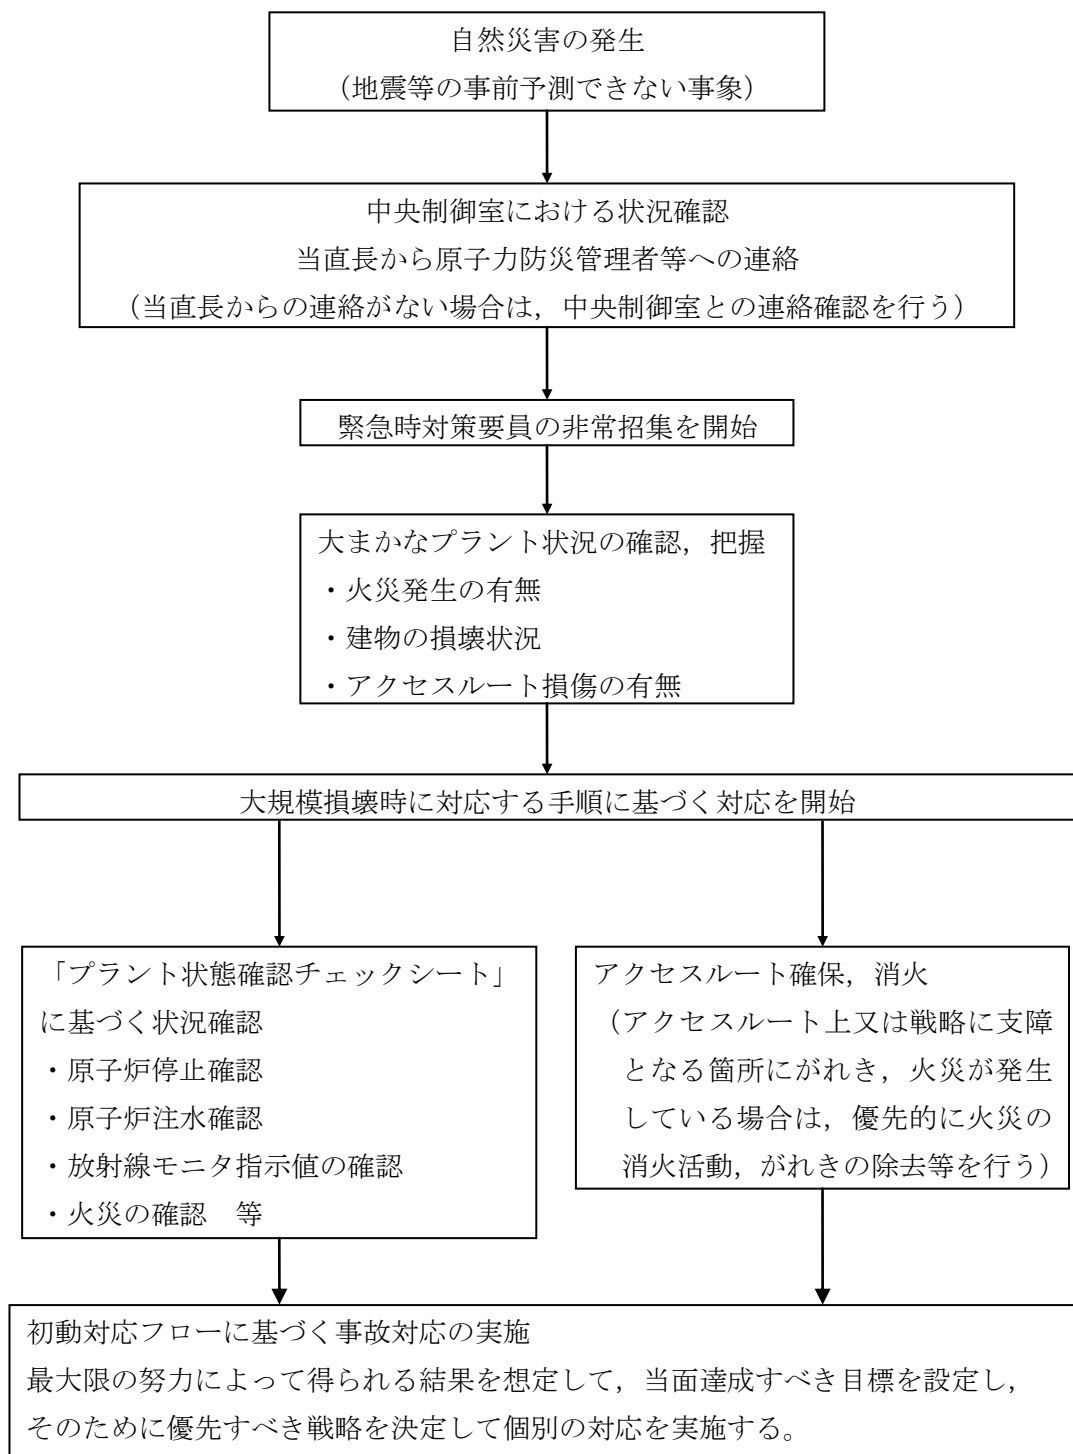 自然災害の発生
（地震等の事前予測できない事象）
中央制御室における状況確認
当直長から原子力防災管理者等への連絡
（当直長からの連絡がない場合は，中央制御室との連絡確認を行う）
緊急時対策要員の非常招集を開始
大まかなプラント状況の確認，把握
・火災発生の有無
・建物の損壊状況
・アクセスルート損傷の有無
大規模損壊時に対応する手順に基づく対応を開始
「プラント状態確認チェックシート」
に基づく状況確認
・原子炉停止確認
・原子炉注水確認
・放射線モニタ指示値の確認
・火災の確認　等
アクセスルート確保，消火
（アクセスルート上又は戦略に支障
となる箇所にがれき，火災が発生
している場合は，優先的に火災の
消火活動，がれきの除去等を行う）
初動対応フローに基づく事故対応の実施
最大限の努力によって得られる結果を想定して，当面達成すべき目標を設定し，
そのために優先すべき戦略を決定して個別の対応を実施する。